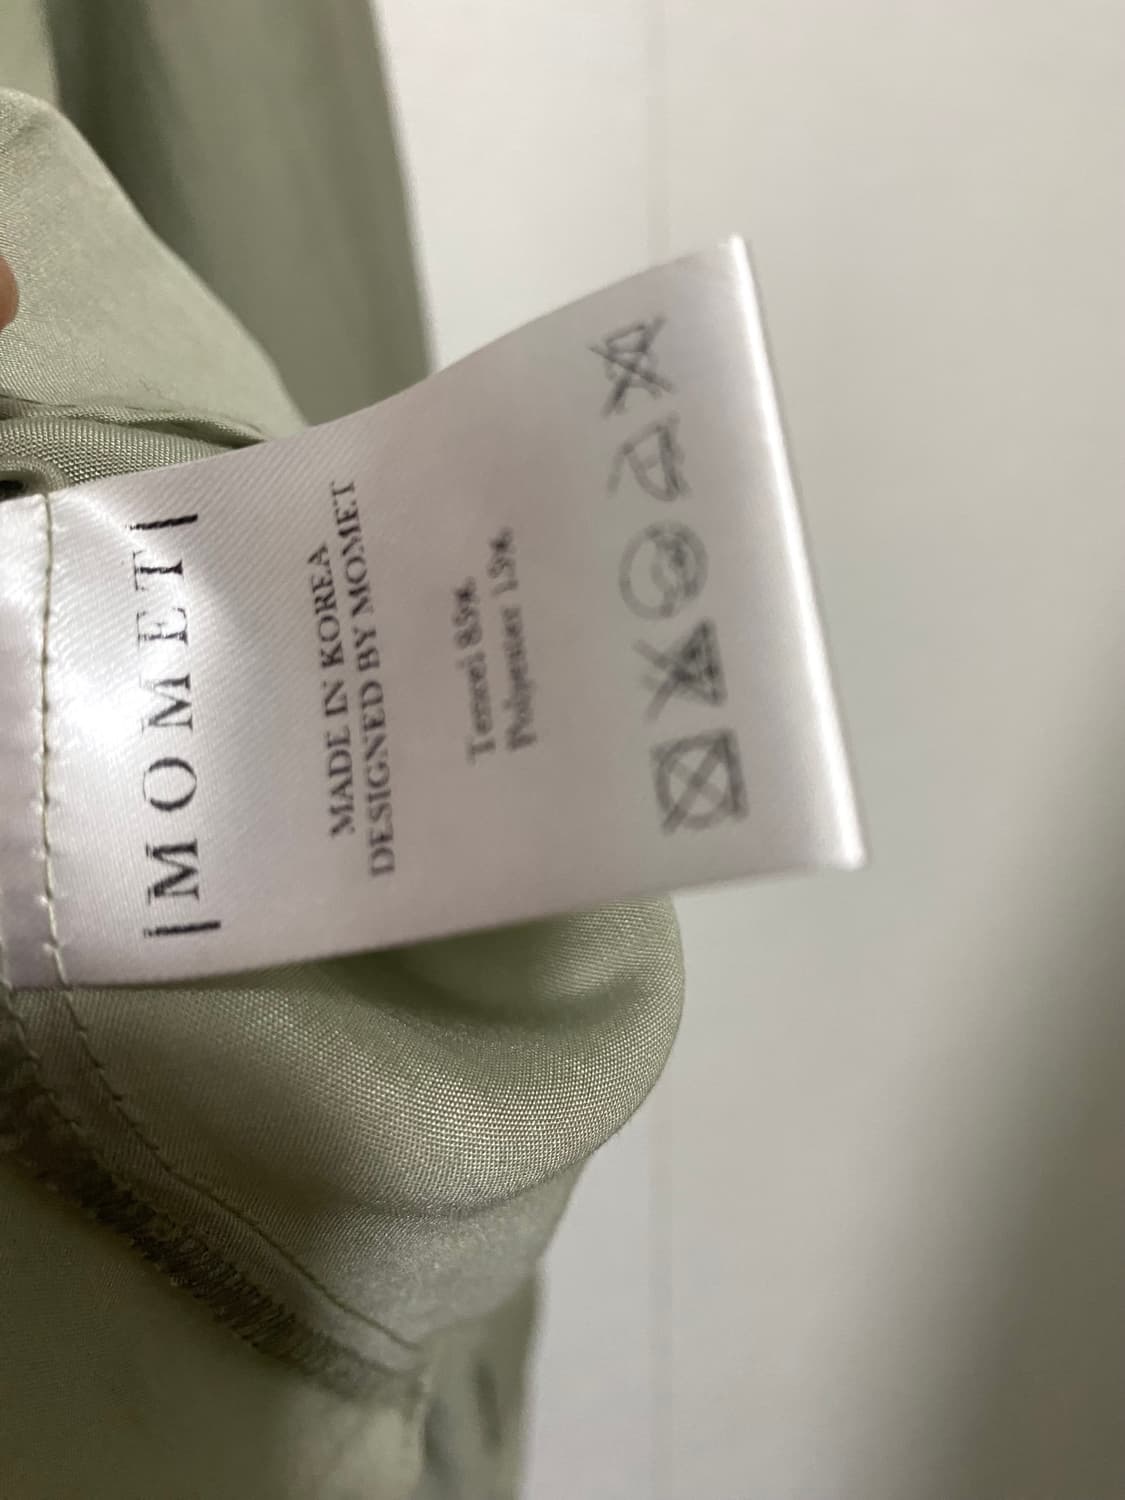 |MOMET|
MADE IN KOREA
DESIGNED BY MOMET
Tencel 85%
Polyester 15%